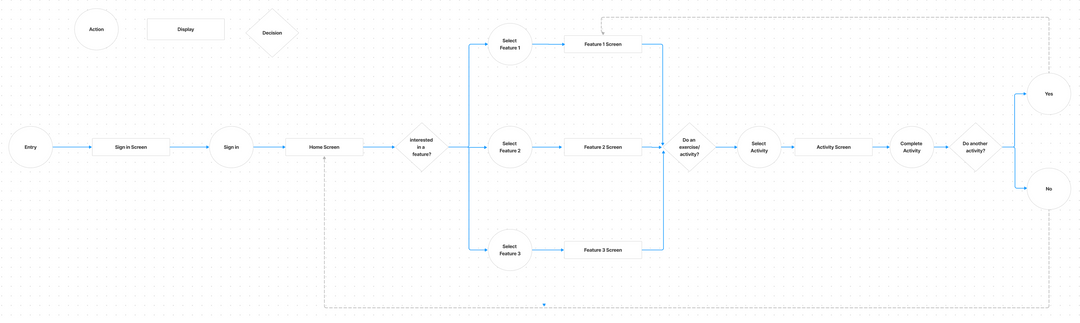 Action
Display
Decision
Entry
Sign in Screen
Sign in
Home Screen
interested
in a
feature?
Select
Feature 1
Feature 1 Screen
Select
Feature 2
Feature 2 Screen
Select
Feature 3
Feature 3 Screen
Do an
exercise/
activity?
Select
Activity
Activity Screen
Complete
Activity
Do another
activity?
Yes
No